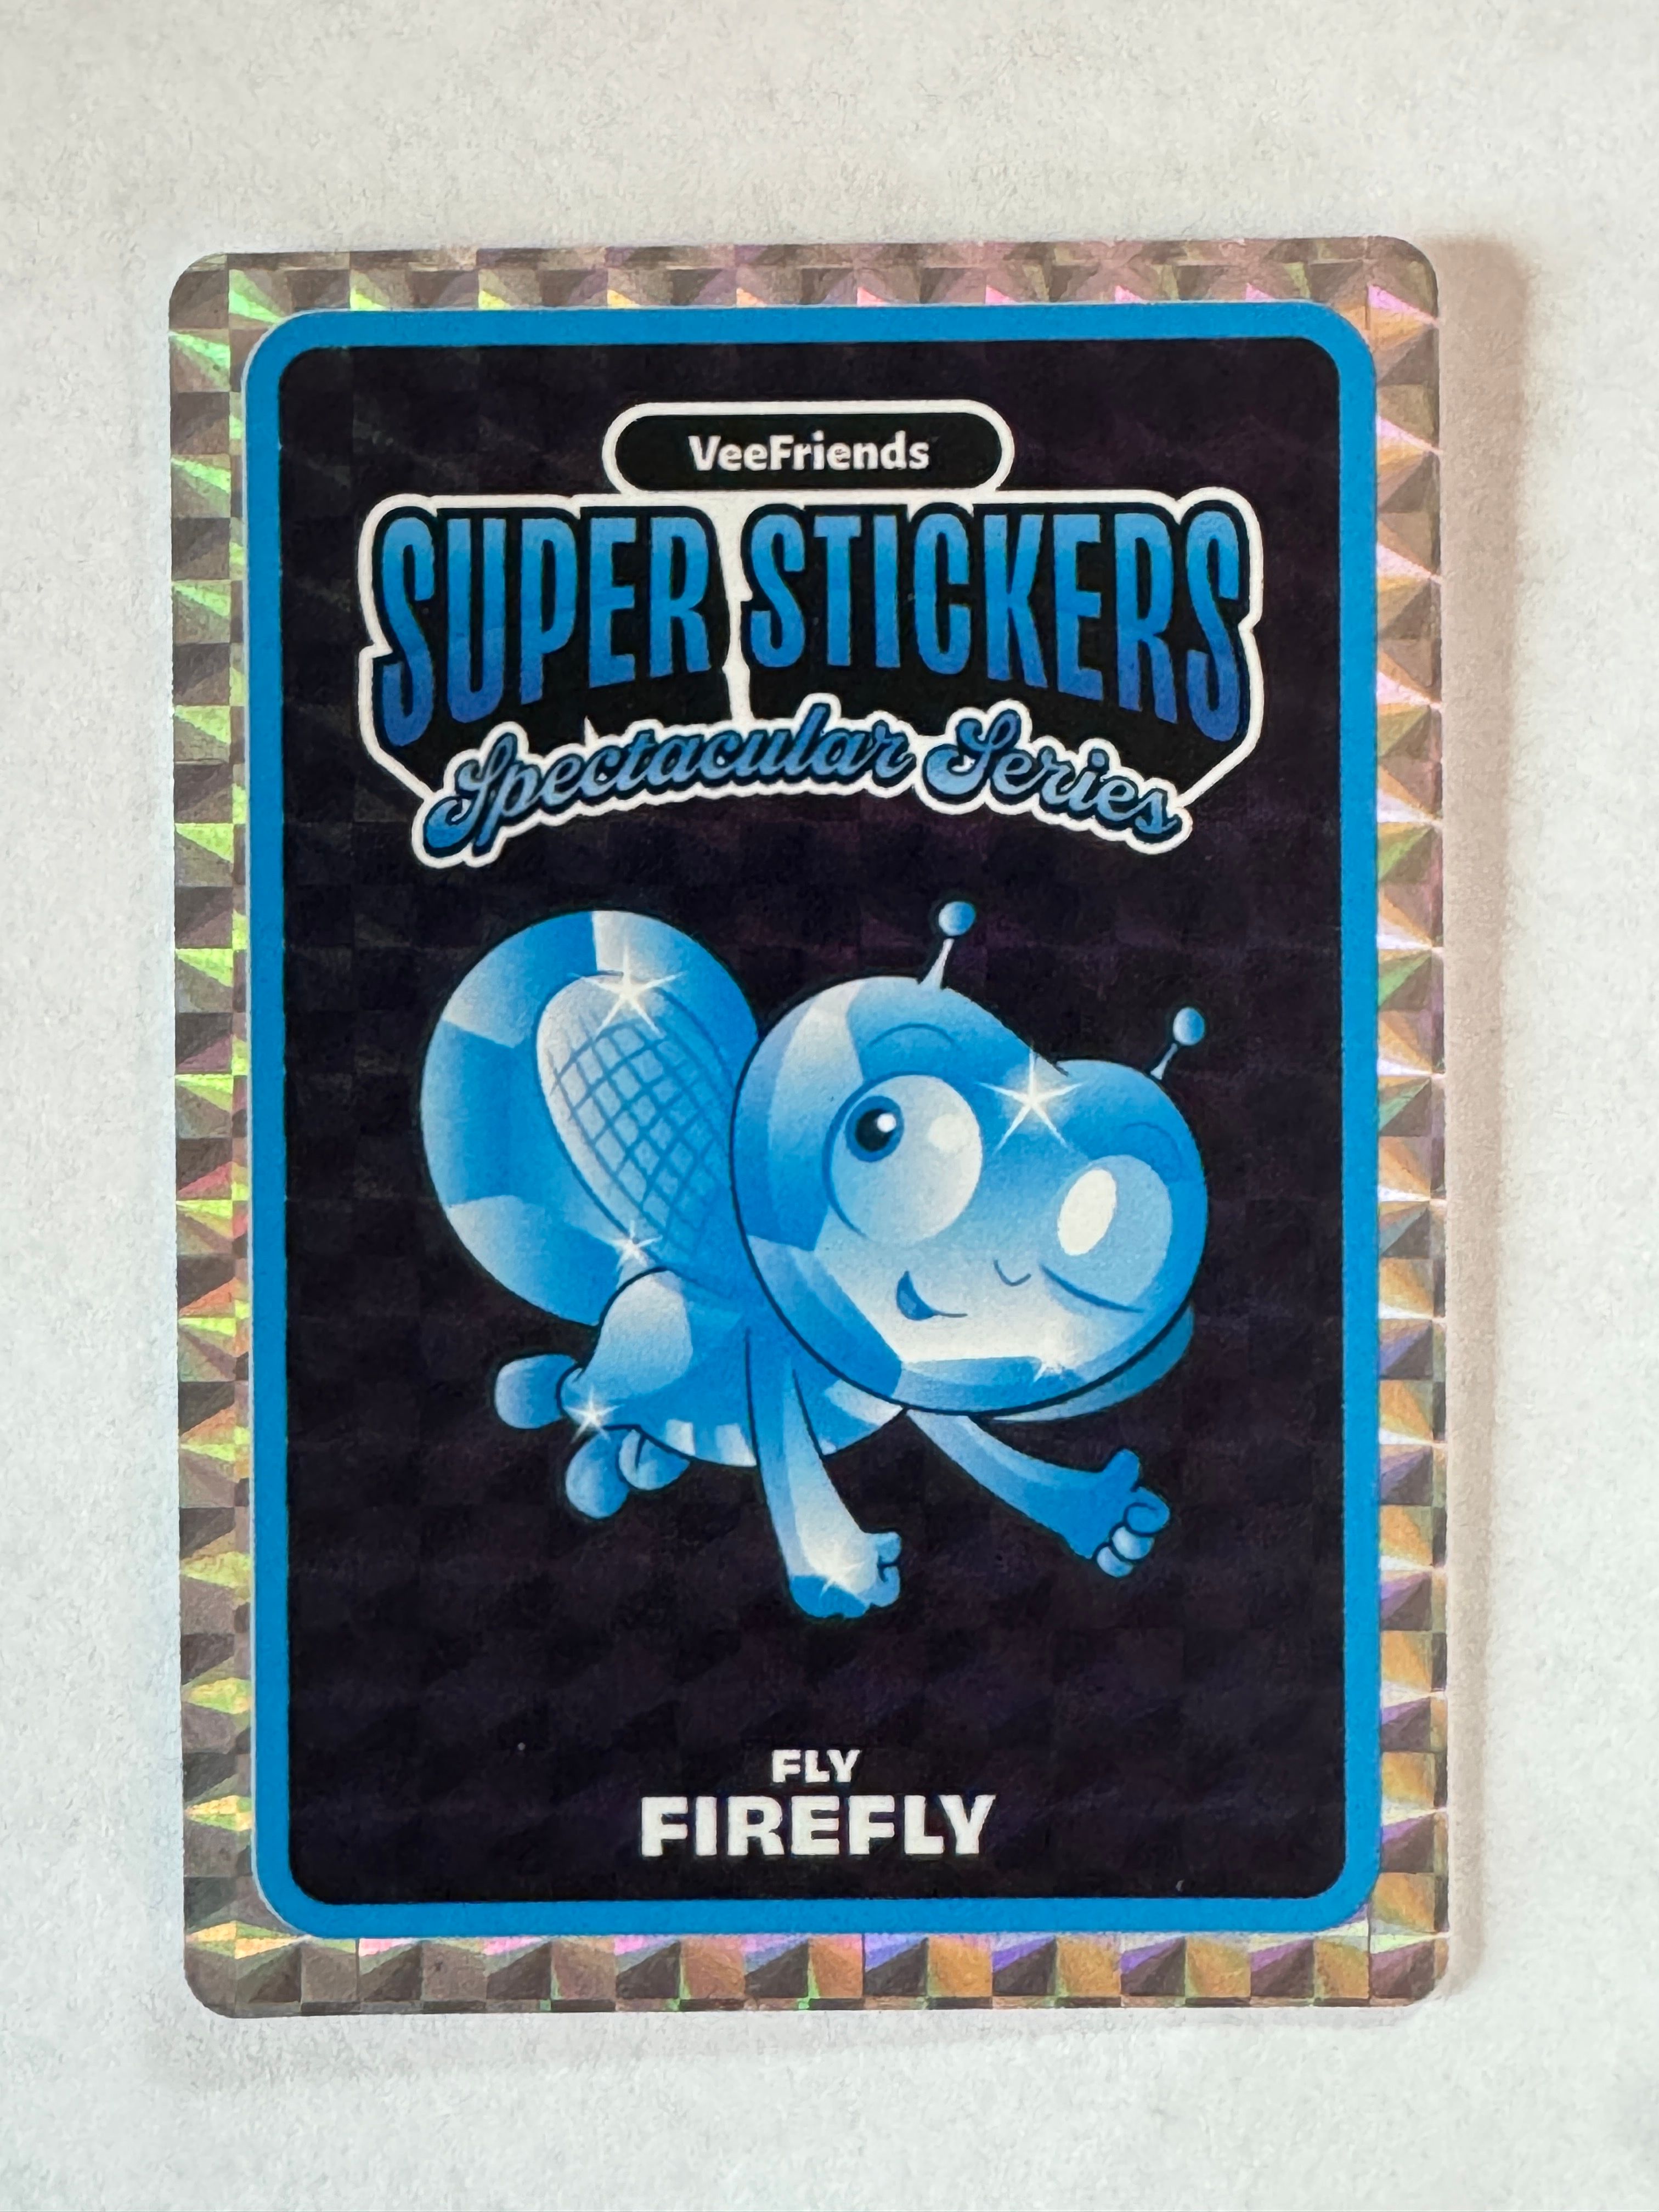 VeeFriends
SUPER STICKERS
Spectacular Series
FLY
FIREFLY